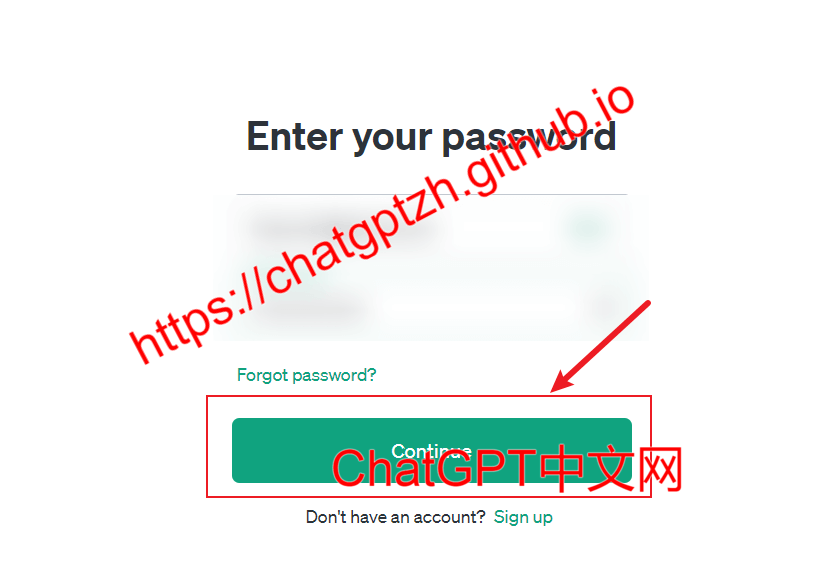 Enter your password
https://chatgptzh.github.io
Forgot password?
Continue
ChatGPT中文网
Don't have an account? Sign up